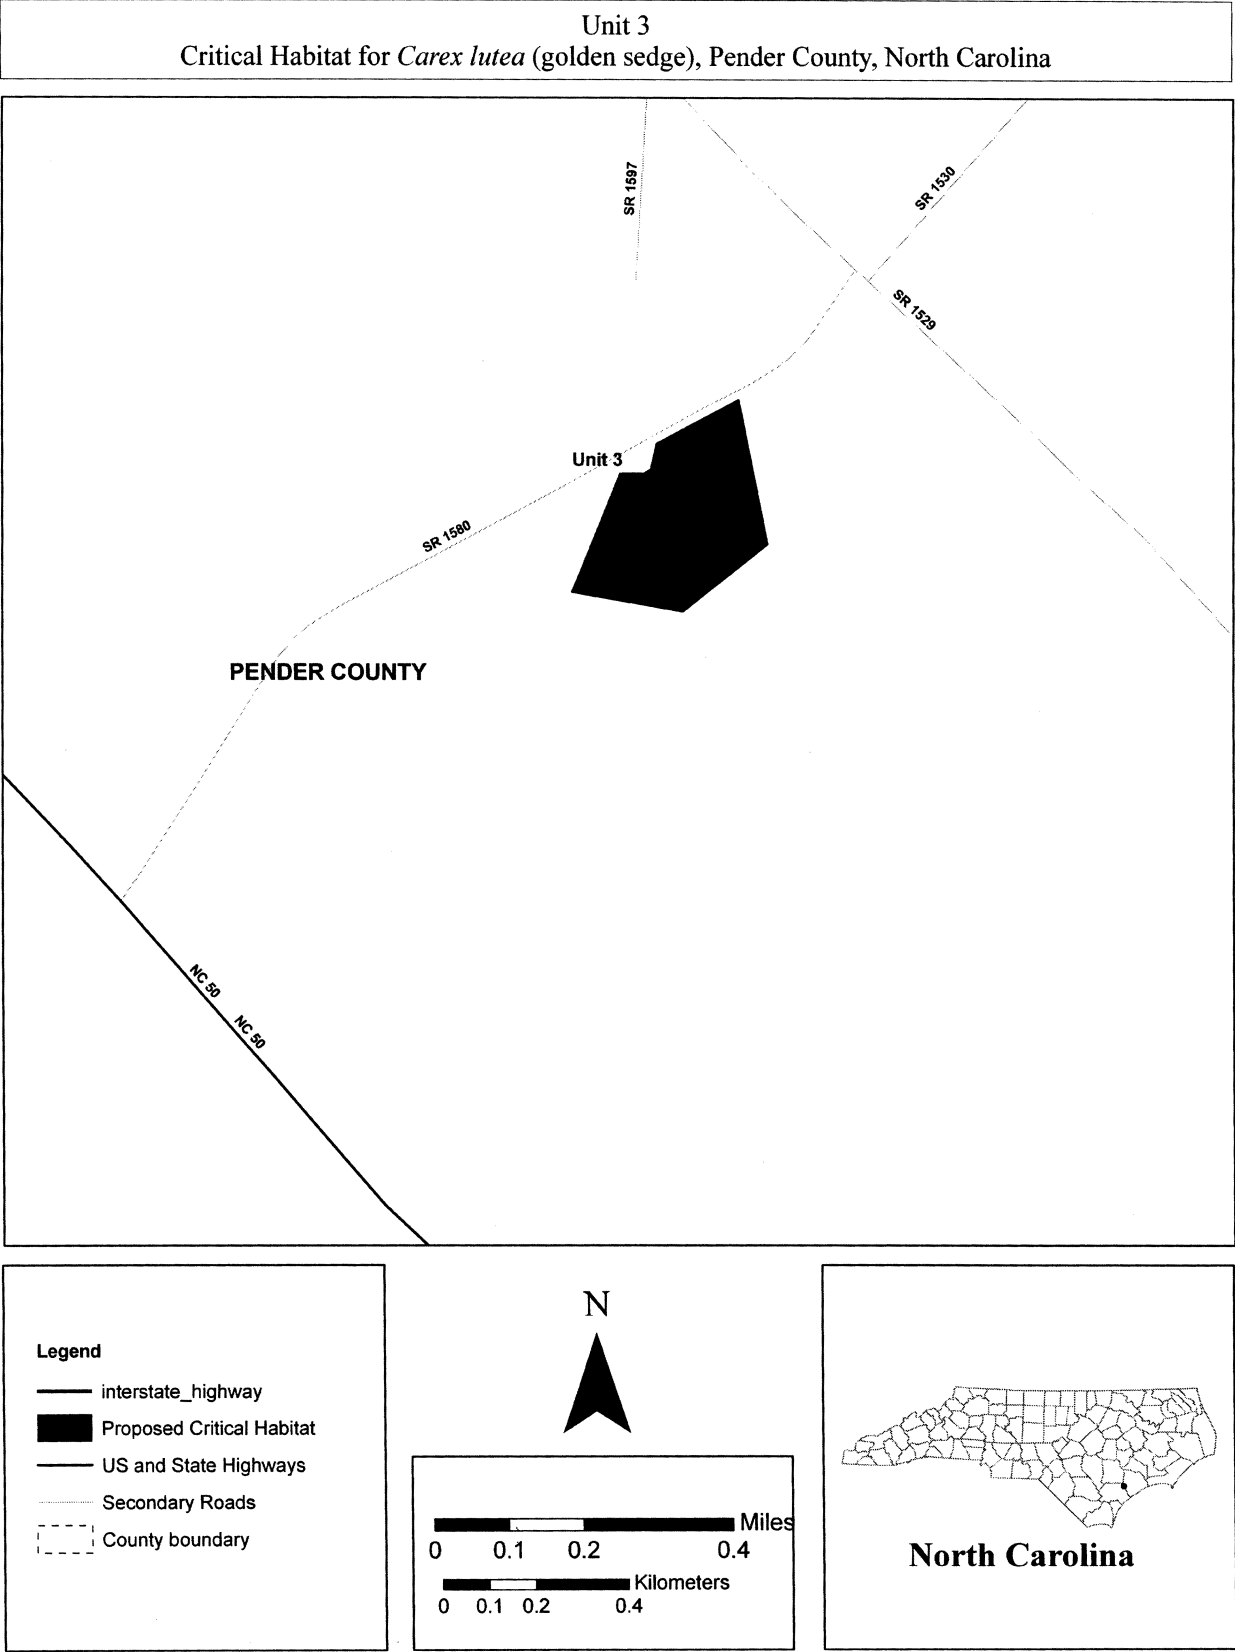 Unit 3
Critical Habitat for Carex lutea (golden sedge), Pender County, North Carolina
SR 1597
SR 1530
SR 1529
Unit 3
SR 1580
PENDER COUNTY
NC 50
NC 50
Legend
interstate_highway
Proposed Critical Habitat
US and State Highways
Secondary Roads
County boundary
N
Miles
0 0.1 0.2 0.4
Kilometers
0 0.1 0.2 0.4
North Carolina